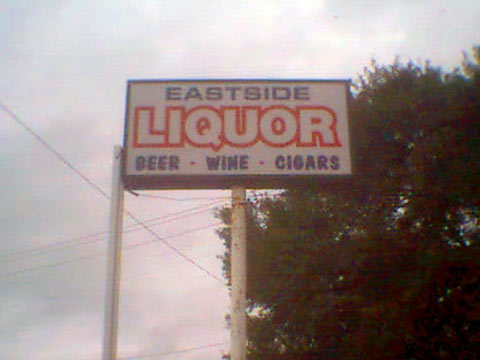 EASTSIDE
LIQUOR
BEER · WINE · CIGARS